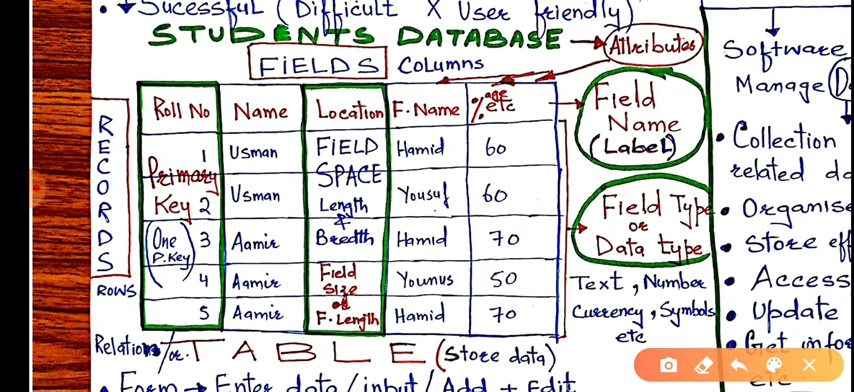 • Sucessful (Difficult X User friendly)
STUDENTS DATABASE → Attributes
FiELDS Columns
RECORDS
ROWS
Roll No Name Location F.Name %age etc
1 Usman FiELD Hamid 60
Primary SPACE
Key 2 Usman Length Yousuf 60
&
(One P.Key) 3 Aamir Bredth Hamid 70
4 Aamir Field Size Younus 50
or
5 Aamir F.Length Hamid 70
Field
Name
(Label)
Field Type
or
Data type
Text, Number
Currency, Symbols
etc
Relation/or TABLE (Store data)
• Form → Enter data/input/Add + Edit
Software
Manage
• Collection
related
• Organise
• Store
• Access
• Update
• Get
etc